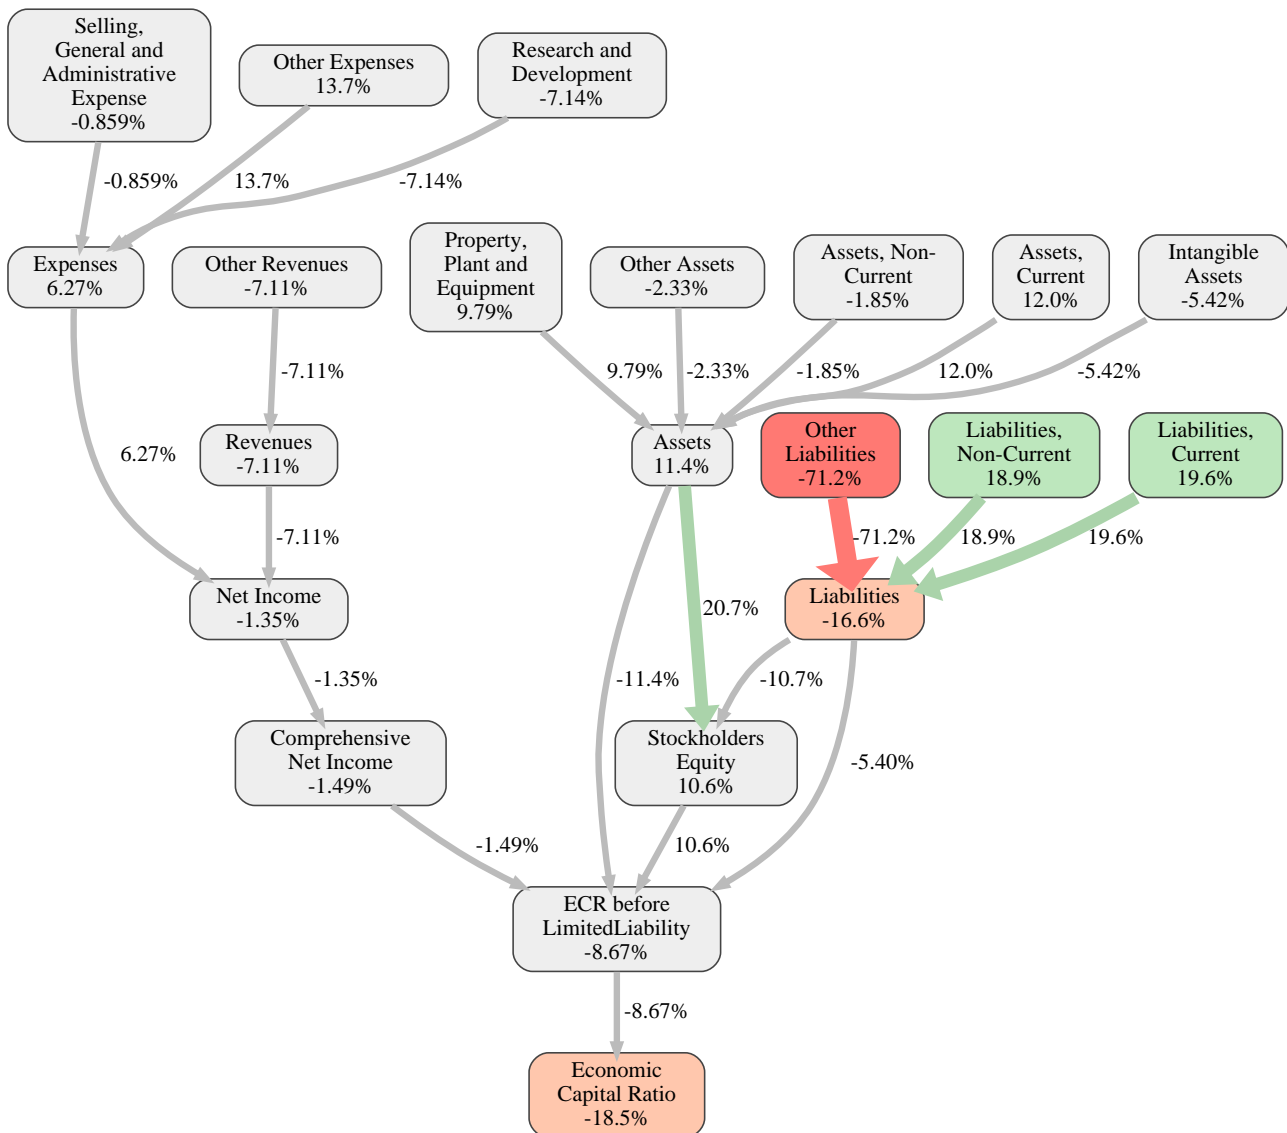 Selling,
General and
Administrative
Expense
-0.859%
Other Expenses
13.7%
Research and
Development
-7.14%
-0.859%
13.7%
-7.14%
Expenses
6.27%
Other Revenues
-7.11%
Property,
Plant and
Equipment
9.79%
Other Assets
-2.33%
Assets, Non-
Current
-1.85%
Assets,
Current
12.0%
Intangible
Assets
-5.42%
-7.11%
9.79%
-2.33%
-1.85%
12.0%
-5.42%
6.27%
Revenues
-7.11%
Assets
11.4%
Other
Liabilities
-71.2%
Liabilities,
Non-Current
18.9%
Liabilities,
Current
19.6%
-7.11%
-71.2%
18.9%
19.6%
Net Income
-1.35%
20.7%
Liabilities
-16.6%
-1.35%
-11.4%
-10.7%
Comprehensive
Net Income
-1.49%
Stockholders
Equity
10.6%
-5.40%
-1.49%
10.6%
ECR before
LimitedLiability
-8.67%
-8.67%
Economic
Capital Ratio
-18.5%